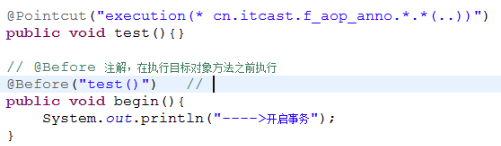 @Pointcut("execution(* cn.itcast.f_aop_anno.*.*(..))")
public void test(){}
// @Before 注解，在执行目标对象方法之前执行
@Before("test()") //
public void begin(){
System.out.println("---->开启事务");
}